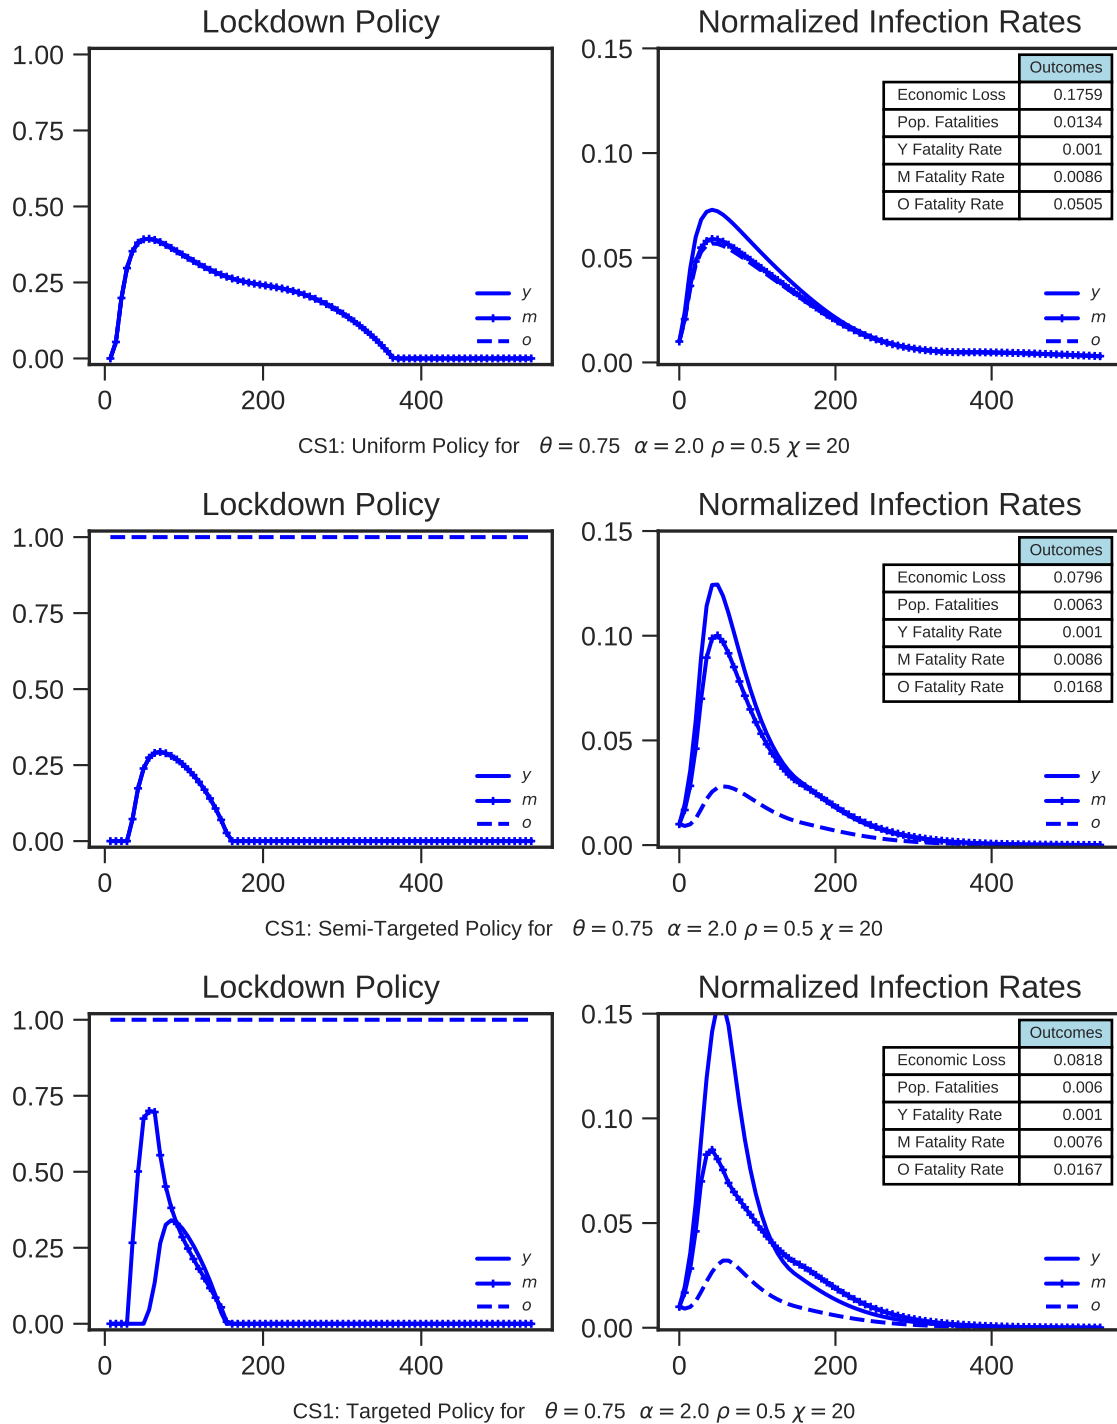 Lockdown Policy
1.00
0.75
0.50
0.25
0.00
0
200
400
y
m
o
Normalized Infection Rates
0.15
0.10
0.05
0.00
0
200
400
Outcomes
Economic Loss 0.1759
Pop. Fatalities 0.0134
Y Fatality Rate 0.001
M Fatality Rate 0.0086
O Fatality Rate 0.0505
y
m
o
CS1: Uniform Policy for θ = 0.75 α = 2.0 ρ = 0.5 χ = 20
Lockdown Policy
1.00
0.75
0.50
0.25
0.00
0
200
400
y
m
o
Normalized Infection Rates
0.15
0.10
0.05
0.00
0
200
400
Outcomes
Economic Loss 0.0796
Pop. Fatalities 0.0063
Y Fatality Rate 0.001
M Fatality Rate 0.0086
O Fatality Rate 0.0168
y
m
o
CS1: Semi-Targeted Policy for θ = 0.75 α = 2.0 ρ = 0.5 χ = 20
Lockdown Policy
1.00
0.75
0.50
0.25
0.00
0
200
400
y
m
o
Normalized Infection Rates
0.15
0.10
0.05
0.00
0
200
400
Outcomes
Economic Loss 0.0818
Pop. Fatalities 0.006
Y Fatality Rate 0.001
M Fatality Rate 0.0076
O Fatality Rate 0.0167
y
m
o
CS1: Targeted Policy for θ = 0.75 α = 2.0 ρ = 0.5 χ = 20